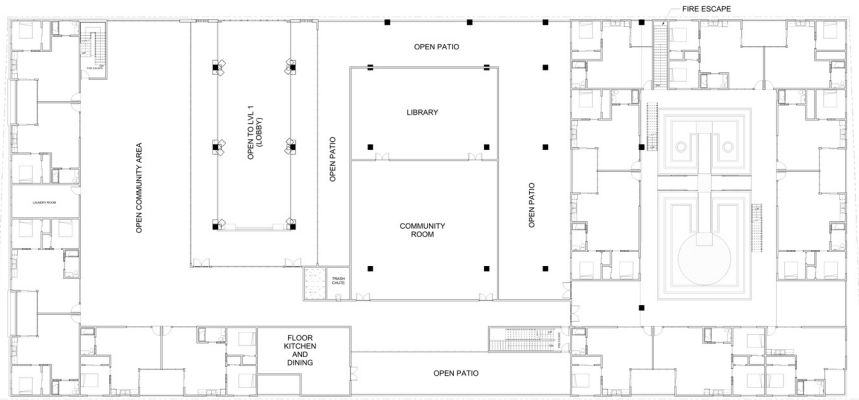 FIRE ESCAPE
OPEN PATIO
LIBRARY
OPEN TO LVL 1
(LOBBY)
OPEN PATIO
OPEN COMMUNITY AREA
OPEN PATIO
COMMUNITY
ROOM
LAUNDRY ROOM
TRASH
CHUTE
FLOOR
KITCHEN
AND
DINING
OPEN PATIO